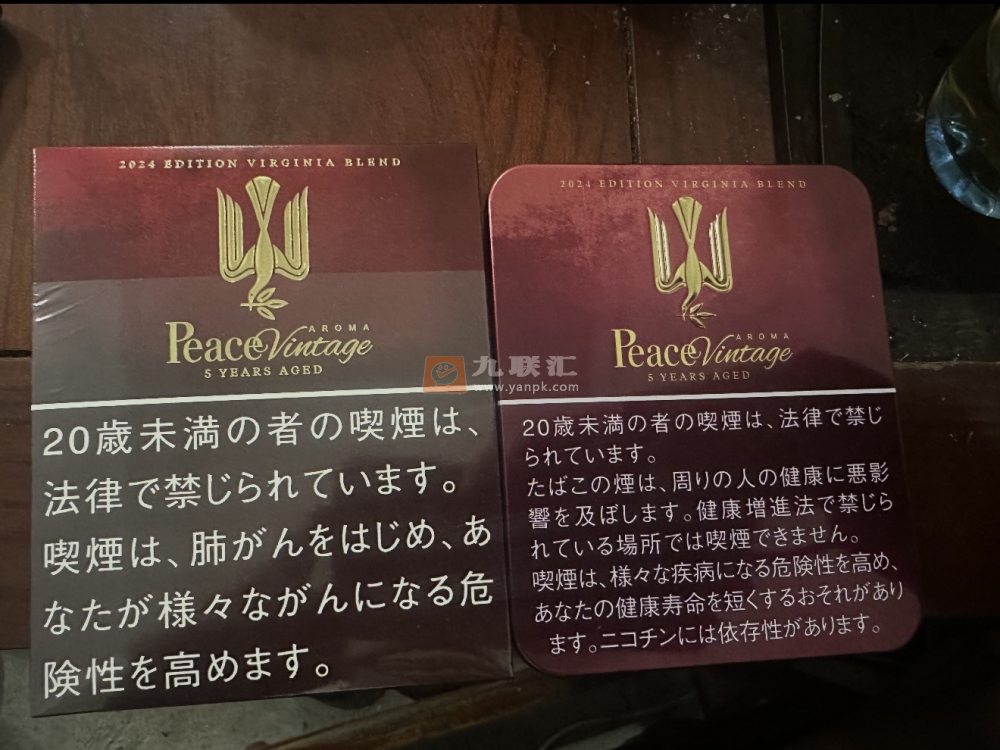 2024 EDITION VIRGINIA BLEND
AROMA
Peace Vintage
5 YEARS AGED
20歳未満の者の喫煙は、
法律で禁じられています。
喫煙は、肺がんをはじめ、あ
なたが様々ながんになる危
険性を高めます。
2024 EDITION VIRGINIA BLEND
AROMA
Peace Vintage
5 YEARS AGED
20歳未満の者の喫煙は、法律で禁じ
られています。
たばこの煙は、周りの人の健康に悪影
響を及ぼします。健康増進法で禁じら
れている場所では喫煙できません。
喫煙は、様々な疾病になる危険性を高め、
あなたの健康寿命を短くするおそれがあり
ます。ニコチンには依存性があります。
九联汇
www.yanpk.com